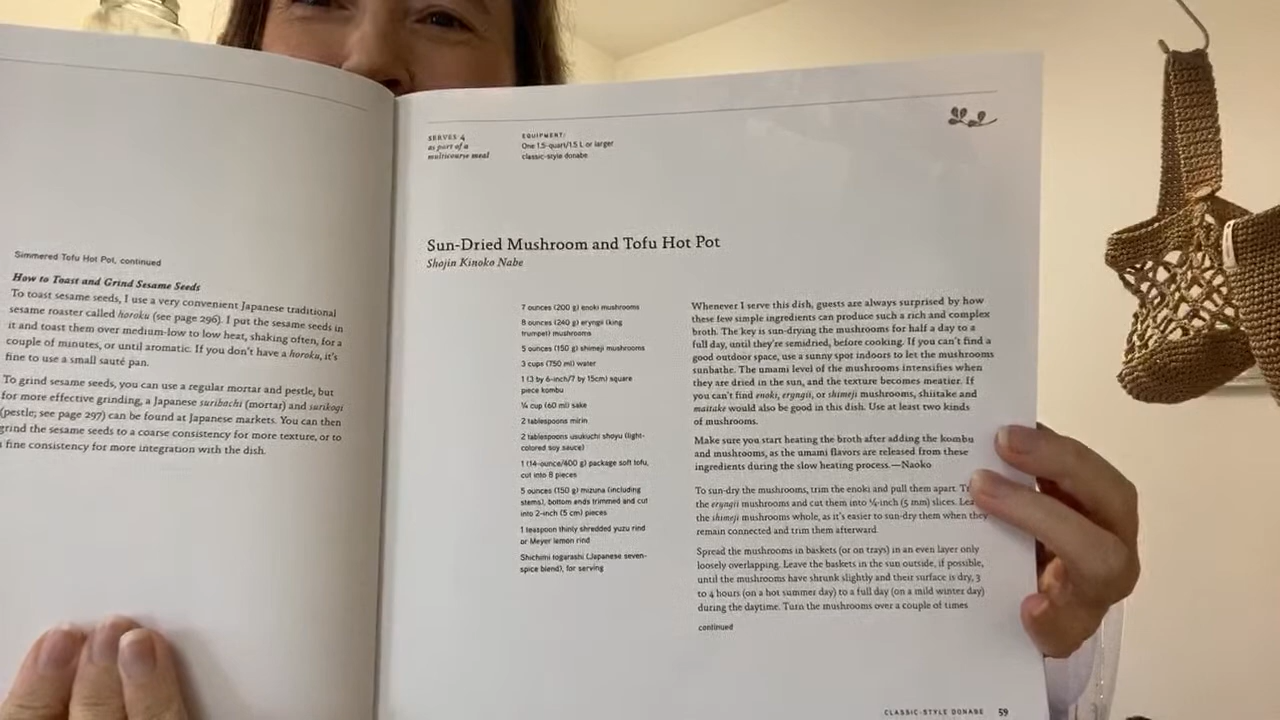 Simmered Tofu Hot Pot, continued
How to Toast and Grind Sesame Seeds
To toast sesame seeds, I use a very convenient Japanese traditional
sesame roaster called horoku (see page 296). I put the sesame seeds in
it and toast them over medium-low to low heat, shaking often, for a
couple of minutes, or until aromatic. If you don't have a horoku, it's
fine to use a small sauté pan.
To grind sesame seeds, you can use a regular mortar and pestle, but
for more effective grinding, a Japanese suribachi (mortar) and surikogi
(pestle; see page 297) can be found at Japanese markets. You can then
grind the sesame seeds to a coarse consistency for more texture, or to
fine consistency for more integration with the dish.
SERVES 4
as part of a
multicourse meal
EQUIPMENT:
One 1.5-quart/1.5 L or larger
classic-style donabe
Sun-Dried Mushroom and Tofu Hot Pot
Shojin Kinoko Nabe
7 ounces (200 g) enoki mushrooms
8 ounces (240 g) eryngii (king
trumpet) mushrooms
5 ounces (150 g) shimeji mushrooms
3 cups (750 ml) water
1 (3 by 6-inch/7 by 15cm) square
piece kombu
¼ cup (60 ml) sake
2 tablespoons mirin
2 tablespoons usukuchi shoyu (light-
colored soy sauce)
1 (14-ounce/400 g) package soft tofu,
cut into 8 pieces
5 ounces (150 g) mizuna (including
stems), bottom ends trimmed and cut
into 2-inch (5 cm) pieces
1 teaspoon thinly shredded yuzu rind
or Meyer lemon rind
Shichimi togarashi (Japanese seven-
spice blend), for serving
Whenever I serve this dish, guests are always surprised by how
these few simple ingredients can produce such a rich and complex
broth. The key is sun-drying the mushrooms for half a day to a
full day, until they're semidried, before cooking. If you can't find a
good outdoor space, use a sunny spot indoors to let the mushrooms
sunbathe. The umami level of the mushrooms intensifies when
they are dried in the sun, and the texture becomes meatier. If
you can't find enoki, eryngii, or shimeji mushrooms, shiitake and
maitake would also be good in this dish. Use at least two kinds
of mushrooms.
Make sure you start heating the broth after adding the kombu
and mushrooms, as the umami flavors are released from these
ingredients during the slow heating process.—Naoko
To sun-dry the mushrooms, trim the enoki and pull them apart.
the eryngii mushrooms and cut them into ¼-inch (5 mm) slices.
the shimeji mushrooms whole, as it's easier to sun-dry them when they
remain connected and trim them afterward.
Spread the mushrooms in baskets (or on trays) in an even layer only
loosely overlapping. Leave the baskets in the sun outside, if possible,
until the mushrooms have shrunk slightly and their surface is dry, 3
to 4 hours (on a hot summer day) to a full day (on a mild winter day)
during the daytime. Turn the mushrooms over a couple of times
continued
CLASSIC-STYLE DONABE 59